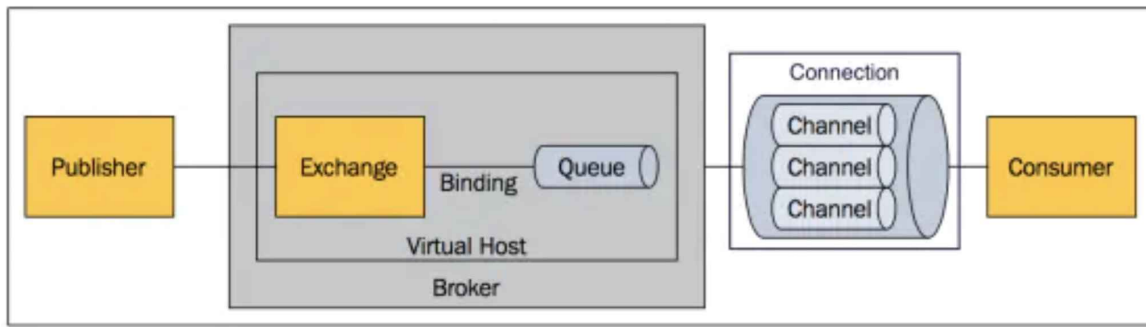 Publisher
Exchange
Binding
Queue
Virtual Host
Broker
Connection
Channel
Channel
Channel
Consumer